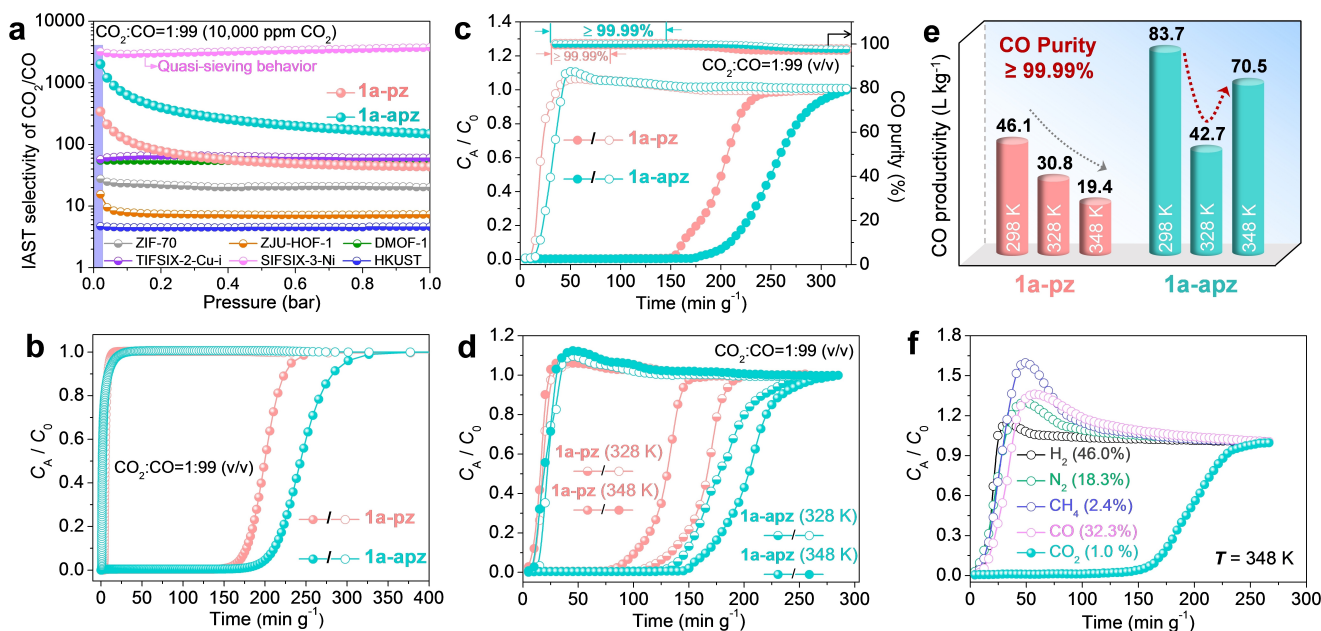 a
CO₂:CO=1:99 (10,000 ppm CO₂)
Quasi-sieving behavior
1a-pz
1a-apz
ZIF-70
ZJU-HOF-1
DMOF-1
TIFSIX-2-Cu-i
SIFSIX-3-Ni
HKUST
IAST selectivity of CO₂/CO
10000
1000
100
10
1
0.0 0.2 0.4 0.6 0.8 1.0
Pressure (bar)
b
CO₂:CO=1:99 (v/v)
/ 1a-pz
/ 1a-apz
C_A / C_0
1.0
0.8
0.6
0.4
0.2
0.0
0 50 100 150 200 250 300 350 400
Time (min g⁻¹)
c
≥ 99.99%
≥ 99.99%
CO₂:CO=1:99 (v/v)
/ 1a-pz
/ 1a-apz
C_A / C_0
1.4
1.2
1.0
0.8
0.6
0.4
0.2
0.0
100
80
60
40
20
0
CO purity (%)
0 50 100 150 200 250 300
Time (min g⁻¹)
d
CO₂:CO=1:99 (v/v)
1a-pz (328 K)
/
1a-pz (348 K)
/
1a-apz (328 K)
/
1a-apz (348 K)
/
C_A / C_0
1.2
1.0
0.8
0.6
0.4
0.2
0.0
0 50 100 150 200 250 300
Time (min g⁻¹)
e
CO Purity
≥ 99.99%
CO productivity (L kg⁻¹)
46.1
30.8
19.4
83.7
42.7
70.5
298 K
328 K
348 K
298 K
328 K
348 K
1a-pz
1a-apz
f
H₂ (46.0%)
N₂ (18.3%)
CH₄ (2.4%)
CO (32.3%)
CO₂ (1.0 %)
T = 348 K
C_A / C_0
1.8
1.5
1.2
0.9
0.6
0.3
0.0
0 50 100 150 200 250 300
Time (min g⁻¹)